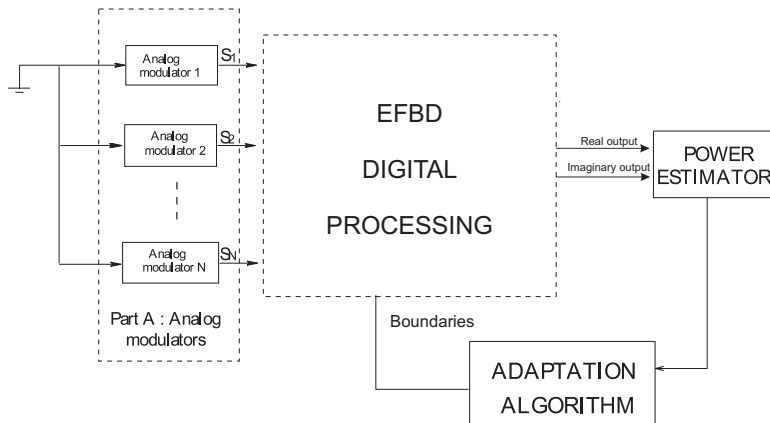 Analog
modulator 1
S1
Analog
modulator 2
S2
Analog
modulator N
SN
Part A : Analog
modulators
EFBD
DIGITAL
PROCESSING
Real output
Imaginary output
POWER
ESTIMATOR
Boundaries
ADAPTATION
ALGORITHM